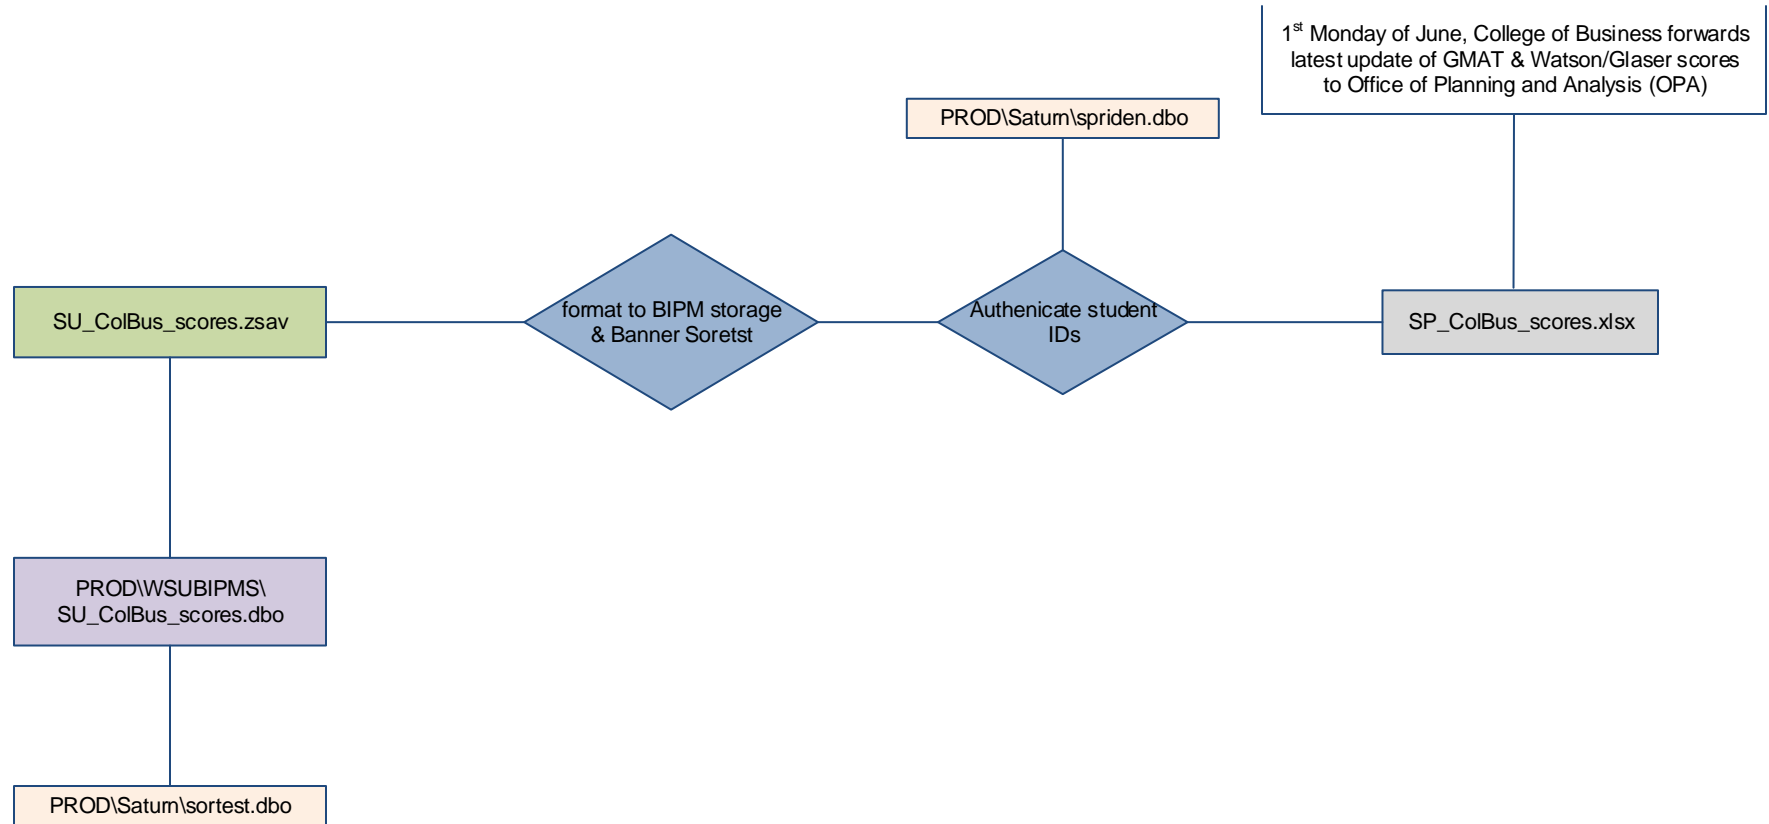 1st Monday of June, College of Business forwards
latest update of GMAT & Watson/Glaser scores
to Office of Planning and Analysis (OPA)
PROD\Saturn\spriden.dbo
SU_ColBus_scores.zsav
format to BIPM storage
& Banner Soretst
Authenicate student
IDs
SP_ColBus_scores.xlsx
PROD\WSUBIPMS\
SU_ColBus_scores.dbo
PROD\Saturn\sortest.dbo